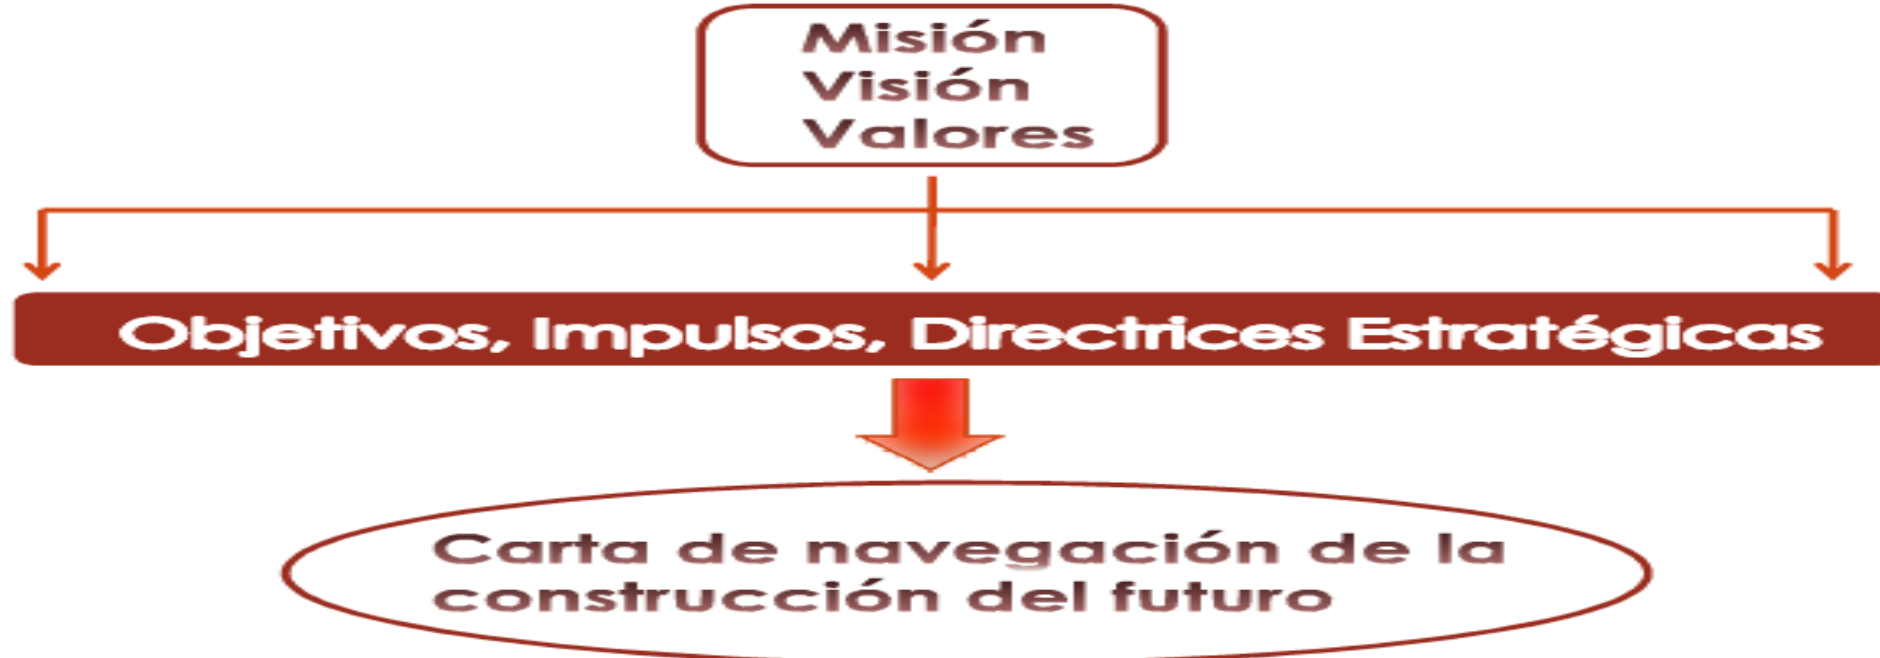 Misión
Visión
Valores
Objetivos, Impulsos, Directrices Estratégicas
Carta de navegación de la
construcción del futuro